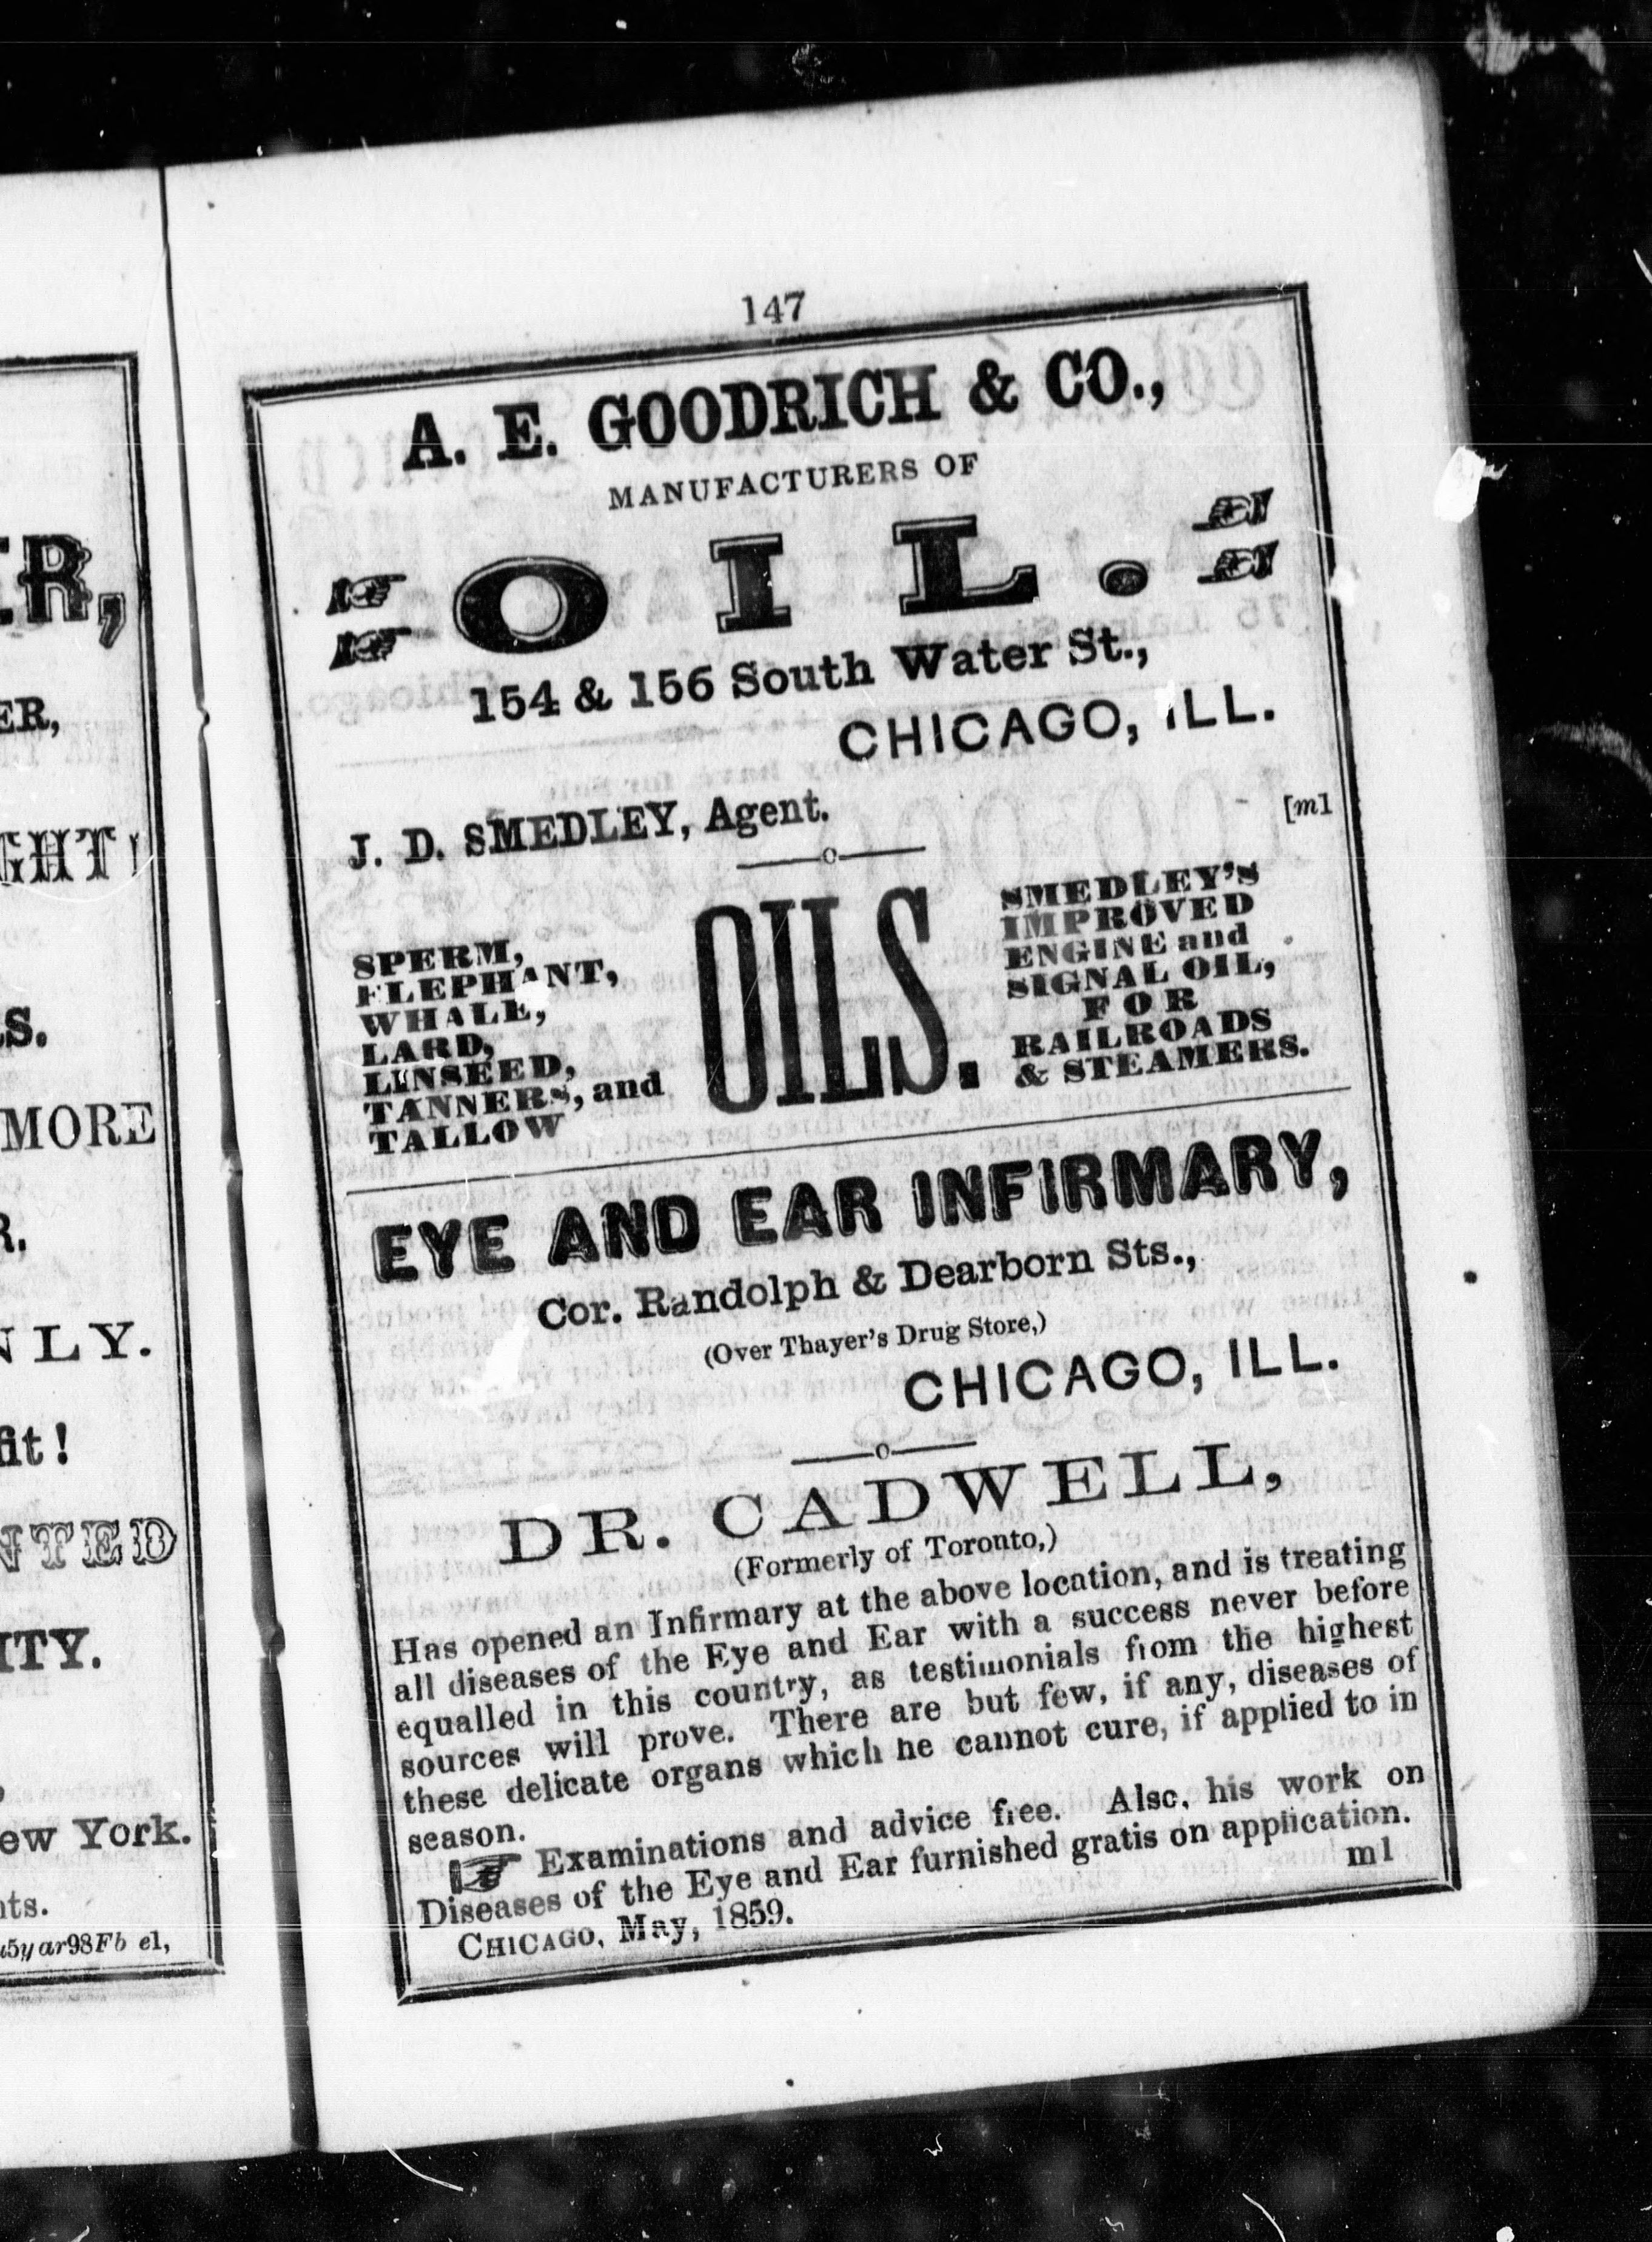 ER,
GHT!
S.
MORE
R.
NLY.
fit!
NTED
ITY.
ew York.
nts.
147
A. E. GOODRICH & CO.,
MANUFACTURERS OF
OIL.
154 & 156 South Water St.,
CHICAGO, ILL.
J. D. SMEDLEY, Agent. [m1
SPERM,
ELEPHANT,
WHALE,
LARD,
LINSEED,
TANNERS, and
TALLOW
OILS.
SMEDLEY'S
IMPROVED
ENGINE and
SIGNAL OIL,
FOR
RAILROADS
& STEAMERS.
EYE AND EAR INFIRMARY,
Cor. Randolph & Dearborn Sts.,
(Over Thayer's Drug Store,)
CHICAGO, ILL.
DR. CADWELL,
(Formerly of Toronto,)
Has opened an Infirmary at the above location, and is treating
all diseases of the Eye and Ear with a success never before
equalled in this country, as testimonials from the highest
sources will prove. There are but few, if any, diseases of
these delicate organs which he cannot cure, if applied to in
season.
Examinations and advice free. Also, his work on
Diseases of the Eye and Ear furnished gratis on application.
CHICAGO, May, 1859. m1